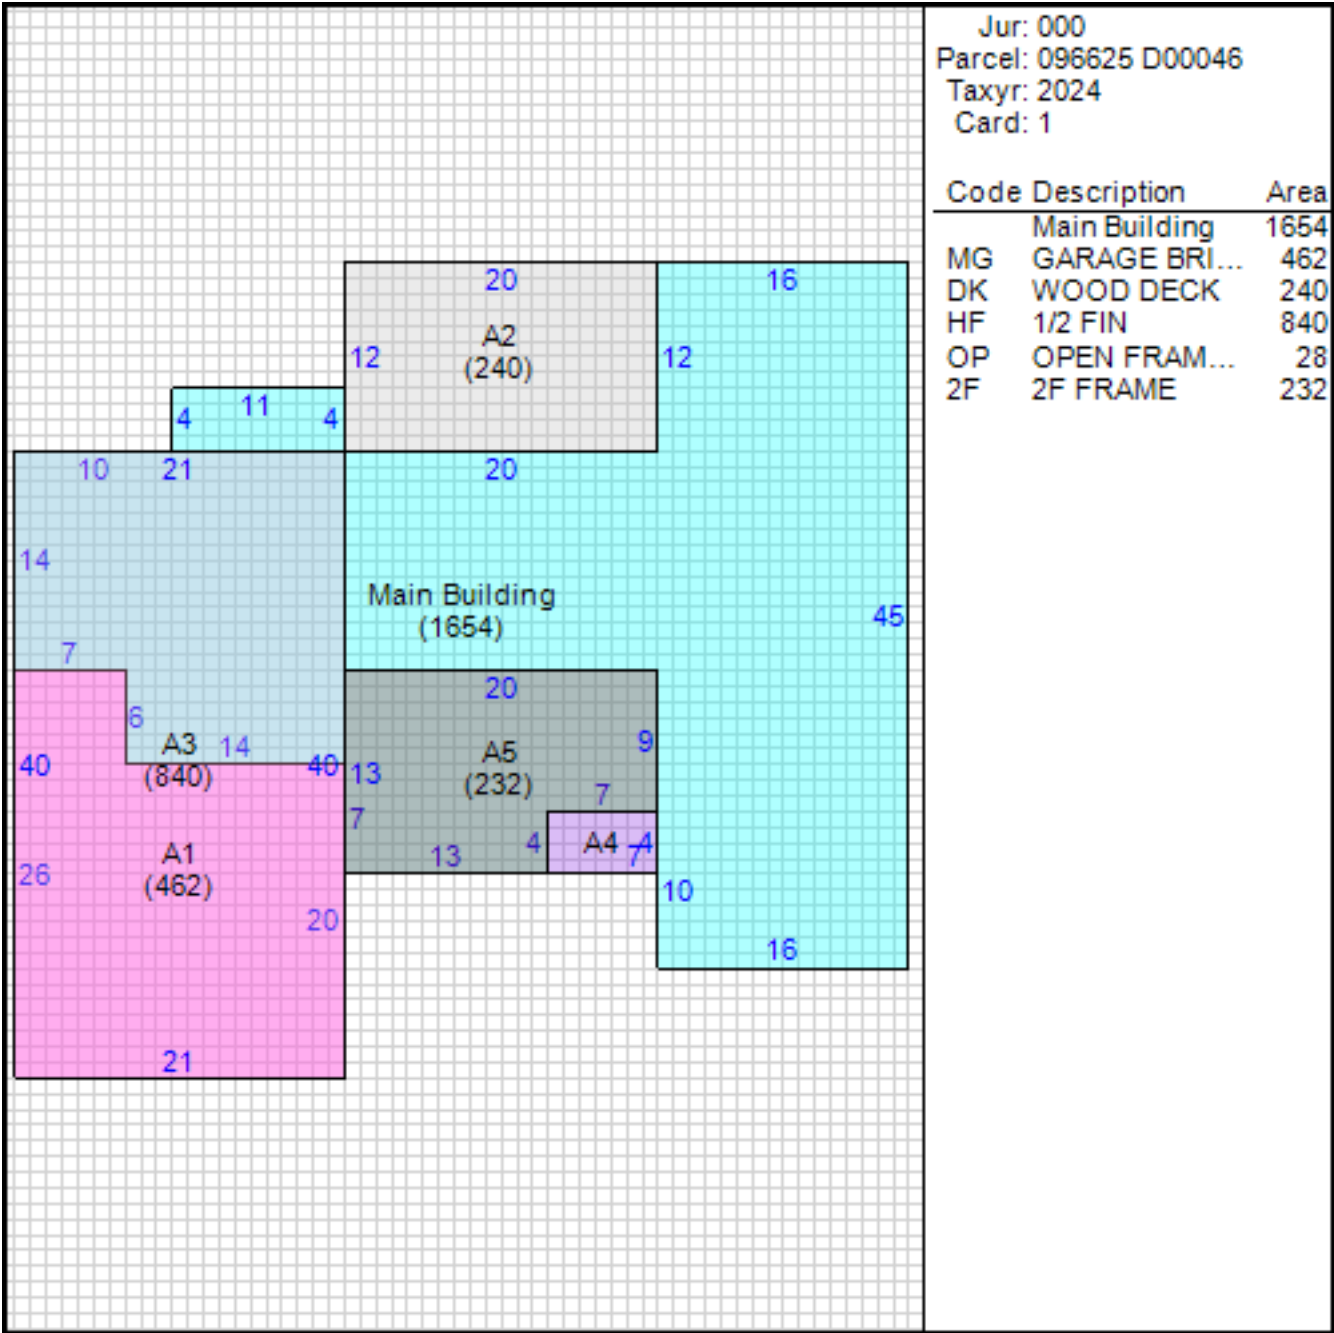 Jur: 000
Parcel: 096625 D00046
Taxyr: 2024
Card: 1
Code Description Area
Main Building 1654
MG GARAGE BRI... 462
DK WOOD DECK 240
HF 1/2 FIN 840
OP OPEN FRAM... 28
2F 2F FRAME 232
20 16
A2
12 (240) 12
4 11 4
10 21 20
14
Main Building
(1654)
45
7
20
6
A3 14
(840)
40 40 13
A5
(232)
9
7
7
A1
(462)
13 4 A4 7 4
26
10
20
16
21